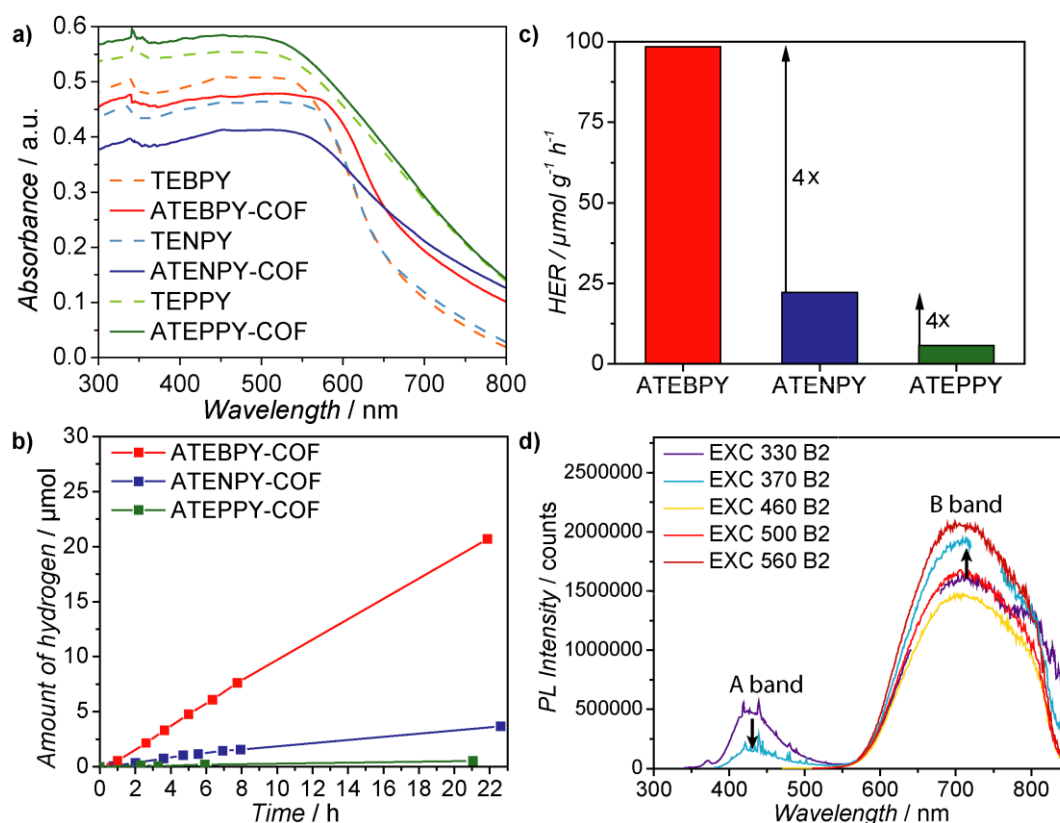 a)
Absorbance / a.u.
0.6
0.5
0.4
0.3
0.2
0.1
0.0
TEBPY
ATEBPY-COF
TENPY
ATENPY-COF
TEPPY
ATEPPY-COF
300 400 500 600 700 800
Wavelength / nm
c)
HER / µmol g⁻¹ h⁻¹
100
75
50
25
0
4x
4x
ATEBPY ATENPY ATEPPY
b)
Amount of hydrogen / µmol
30
25
20
15
10
5
0
ATEBPY-COF
ATENPY-COF
ATEPPY-COF
0 2 4 6 8 10 12 14 16 18 20 22
Time / h
d)
PL Intensity / counts
2500000
2000000
1500000
1000000
500000
0
EXC 330 B2
EXC 370 B2
EXC 460 B2
EXC 500 B2
EXC 560 B2
A band
B band
300 400 500 600 700 800
Wavelength / nm